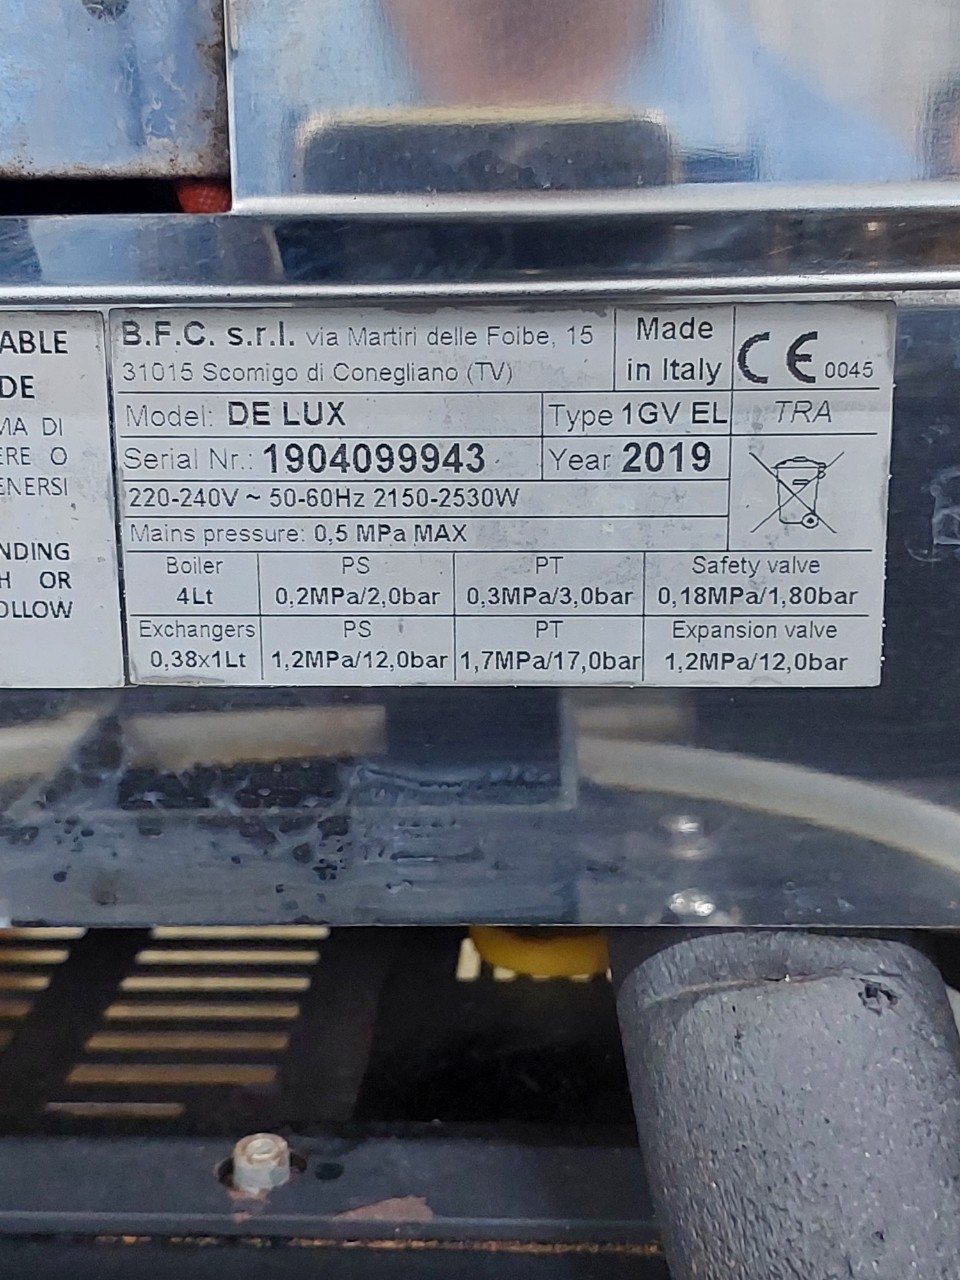 ABLE
DE
MA DI
ERE O
ENERSI
NDING
H OR
OLLOW
B.F.C. s.r.l. via Martiri delle Foibe, 15
31015 Scomigo di Conegliano (TV)
Made
in Italy
CE 0045
Model: DE LUX
Type 1GV EL
TRA
Serial Nr.: 1904099943
Year 2019
220-240V ~ 50-60Hz 2150-2530W
Mains pressure: 0,5 MPa MAX
Boiler PS PT Safety valve
4Lt 0,2MPa/2,0bar 0,3MPa/3,0bar 0,18MPa/1,80bar
Exchangers PS PT Expansion valve
0,38x1Lt 1,2MPa/12,0bar 1,7MPa/17,0bar 1,2MPa/12,0bar